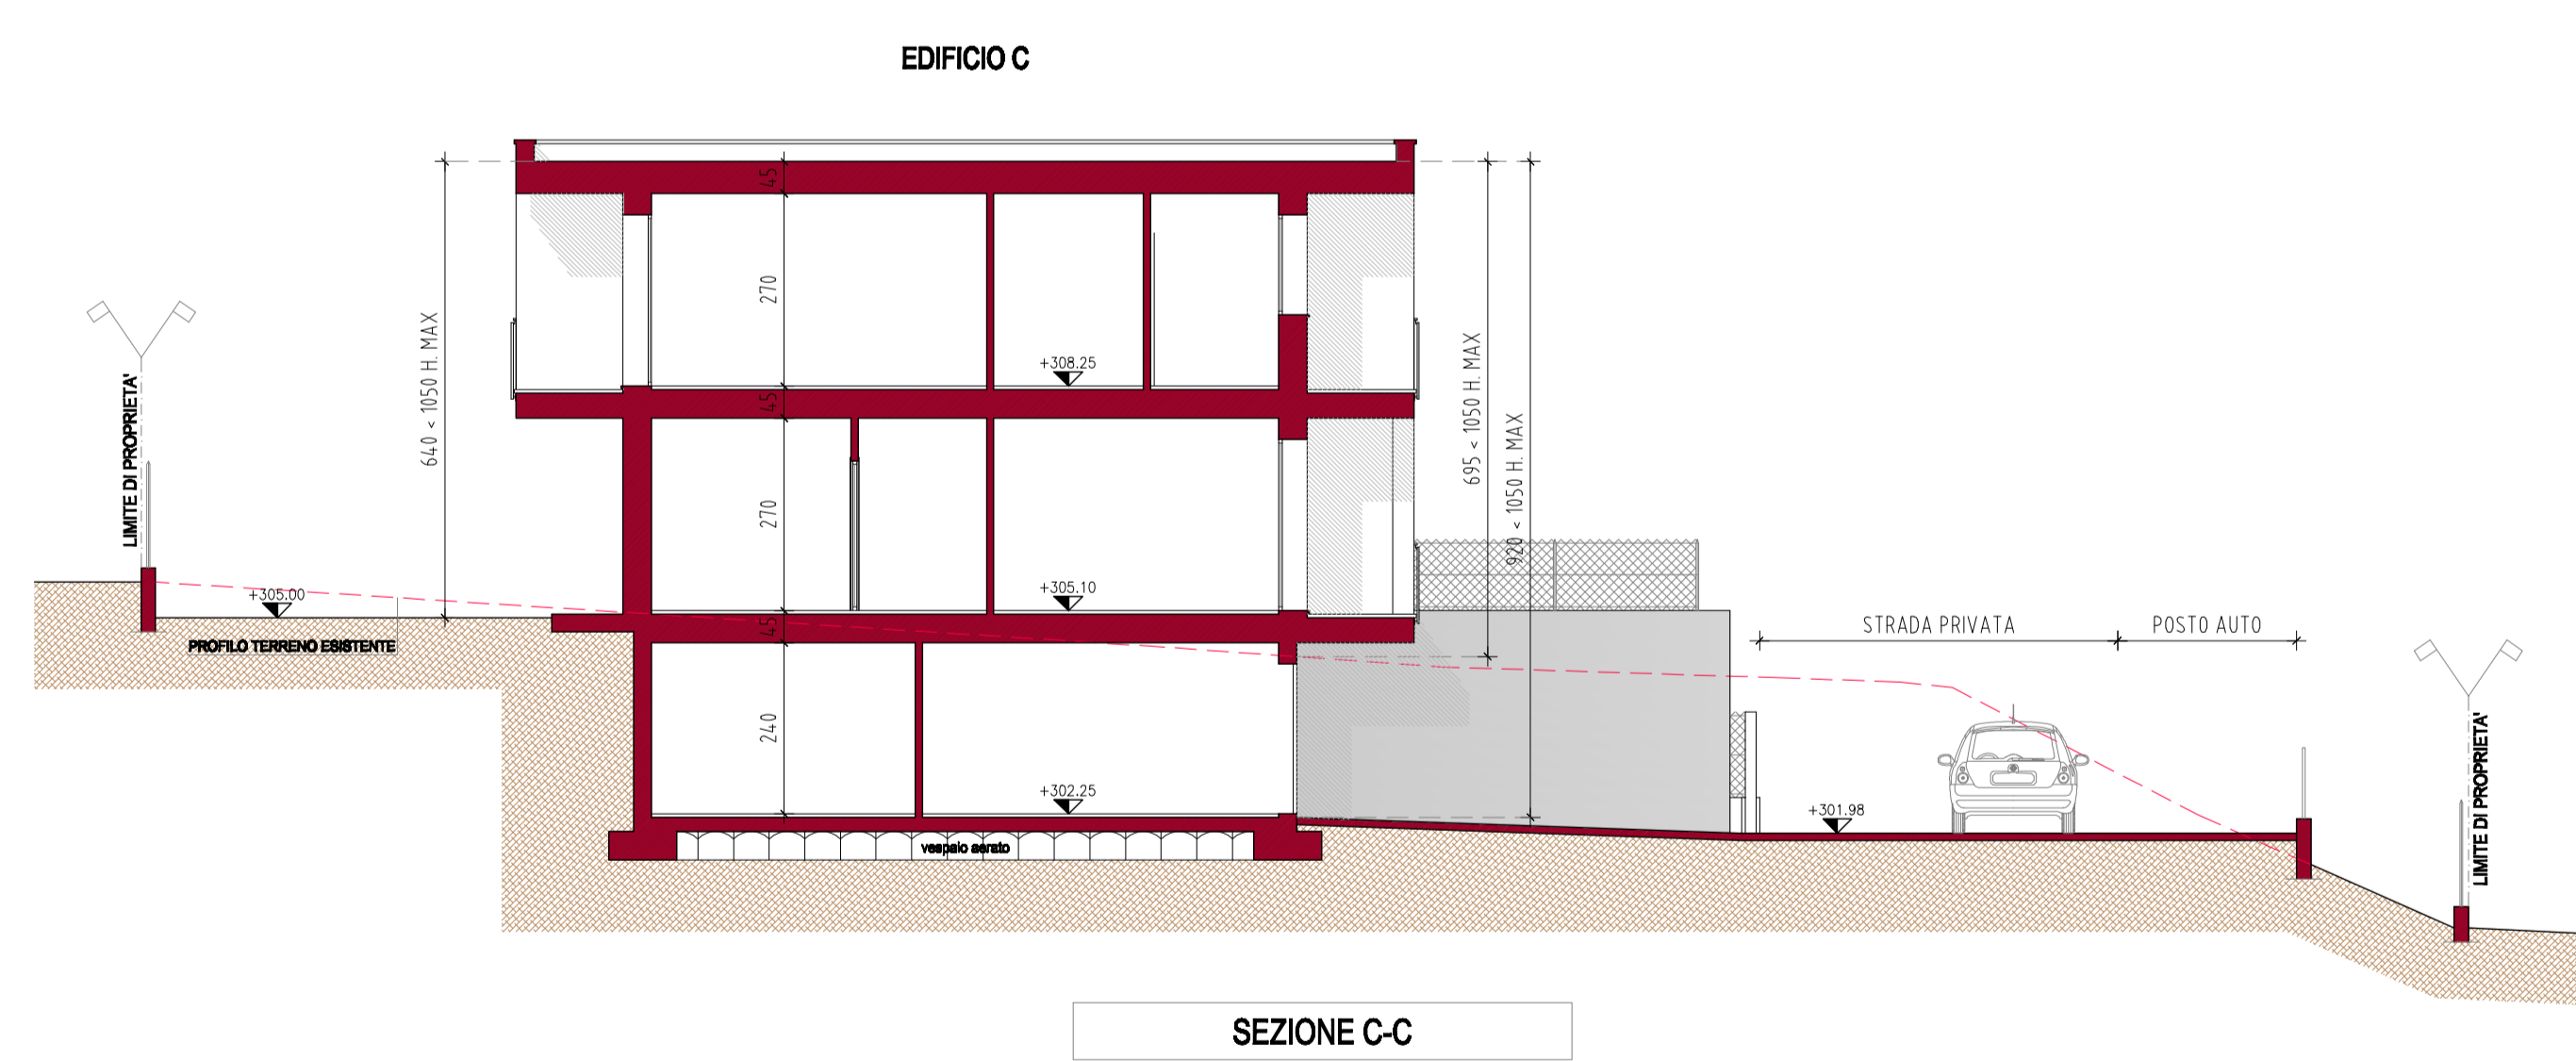 EDIFICIO C
45
270
+308.25
640 < 1050 H. MAX
695 < 1050 H. MAX
920 < 1050 H. MAX
LIMITE DI PROPRIETA'
45
270
+305.10
+305.00
PROFILO TERRENO ESISTENTE
45
240
+302.25
vespaio aerato
STRADA PRIVATA
POSTO AUTO
+301.98
LIMITE DI PROPRIETA'
SEZIONE C-C